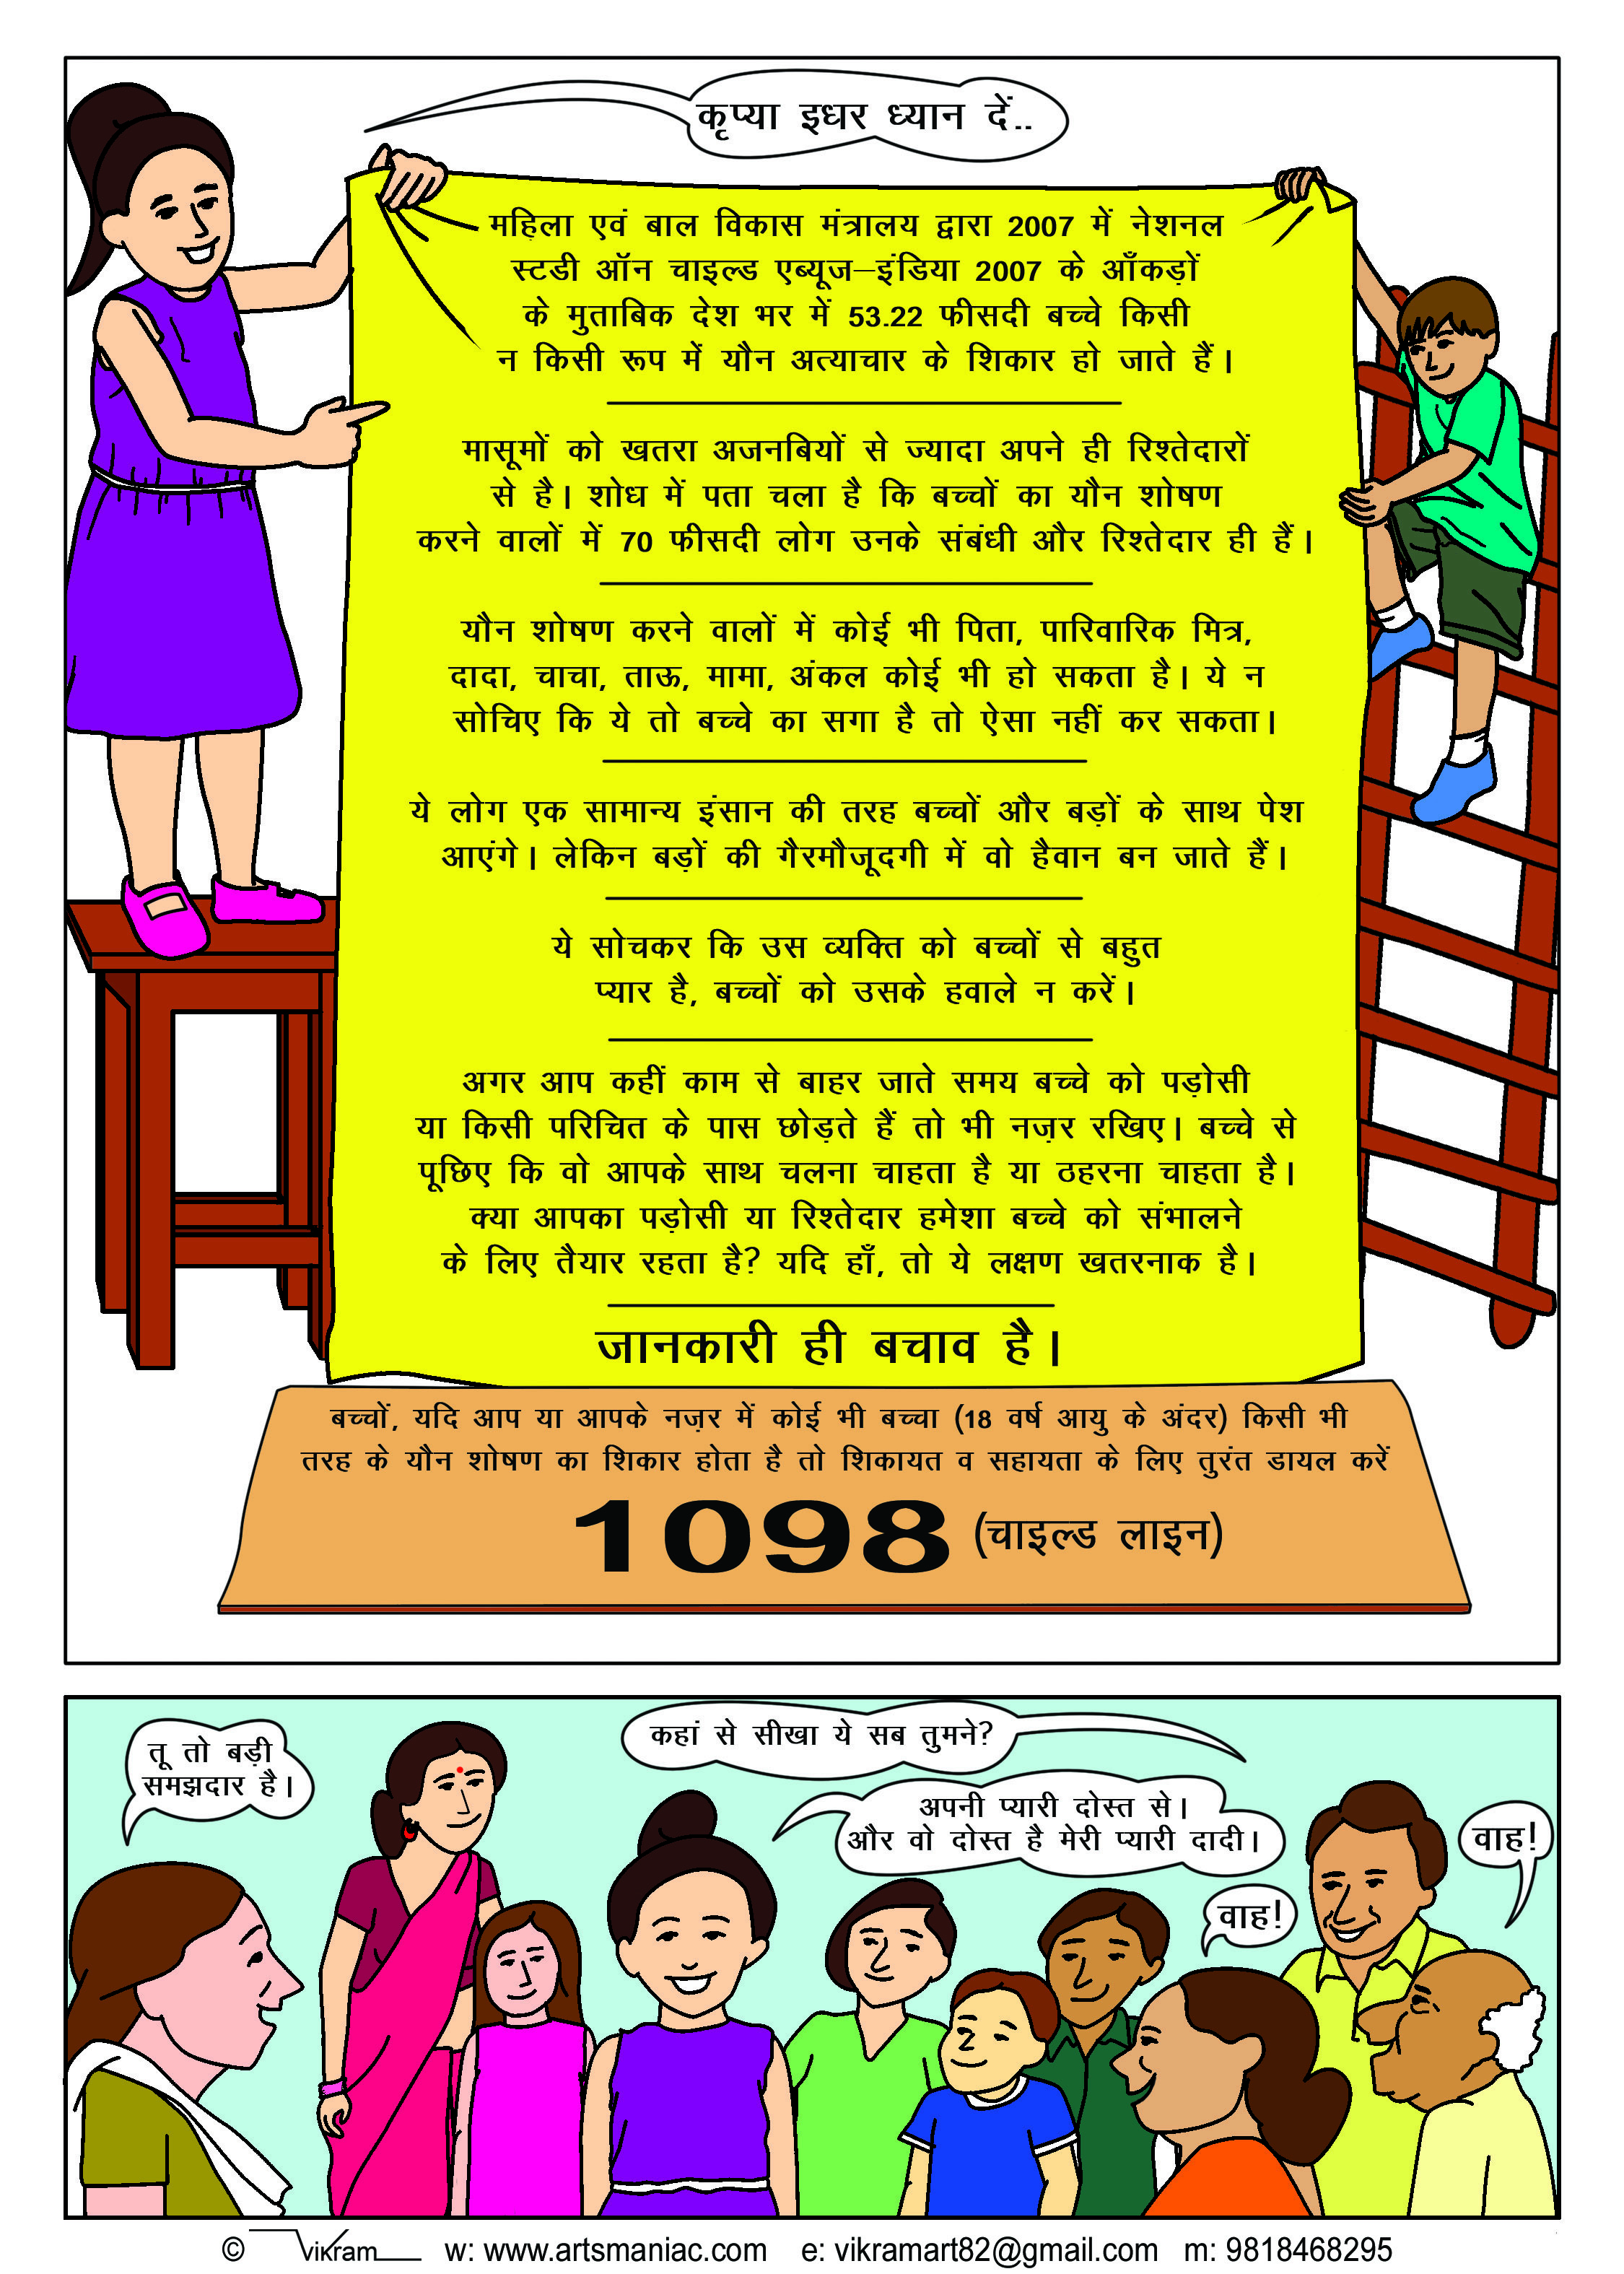 कृप्या इधर ध्यान दें..
महिला एवं बाल विकास मंत्रालय द्वारा 2007 में नेशनल
स्टडी ऑन चाइल्ड एब्यूज–इंडिया 2007 के आँकड़ों
के मुताबिक देश भर में 53.22 फीसदी बच्चे किसी
न किसी रूप में यौन अत्याचार के शिकार हो जाते हैं।
मासूमों को खतरा अजनबियों से ज्यादा अपने ही रिश्तेदारों
से है। शोध में पता चला है कि बच्चों का यौन शोषण
करने वालों में 70 फीसदी लोग उनके संबंधी और रिश्तेदार ही हैं।
यौन शोषण करने वालों में कोई भी पिता, पारिवारिक मित्र,
दादा, चाचा, ताऊ, मामा, अंकल कोई भी हो सकता है। ये न
सोचिए कि ये तो बच्चे का सगा है तो ऐसा नहीं कर सकता।
ये लोग एक सामान्य इंसान की तरह बच्चों और बड़ों के साथ पेश
आएंगे। लेकिन बड़ों की गैरमौजूदगी में वो हैवान बन जाते हैं।
ये सोचकर कि उस व्यक्ति को बच्चों से बहुत
प्यार है, बच्चों को उसके हवाले न करें।
अगर आप कहीं काम से बाहर जाते समय बच्चे को पड़ोसी
या किसी परिचित के पास छोड़ते हैं तो भी नज़र रखिए। बच्चे से
पूछिए कि वो आपके साथ चलना चाहता है या ठहरना चाहता है।
क्या आपका पड़ोसी या रिश्तेदार हमेशा बच्चे को संभालने
के लिए तैयार रहता है? यदि हाँ, तो ये लक्षण खतरनाक है।
जानकारी ही बचाव है।
बच्चों, यदि आप या आपके नज़र में कोई भी बच्चा (18 वर्ष आयु के अंदर) किसी भी
तरह के यौन शोषण का शिकार होता है तो शिकायत व सहायता के लिए तुरंत डायल करें
1098 (चाइल्ड लाइन)
तू तो बड़ी
समझदार है।
कहां से सीखा ये सब तुमने?
अपनी प्यारी दोस्त से।
और वो दोस्त है मेरी प्यारी दादी।
वाह!
वाह!
© Vikram w: www.artsmaniac.com e: vikramart82@gmail.com m: 9818468295